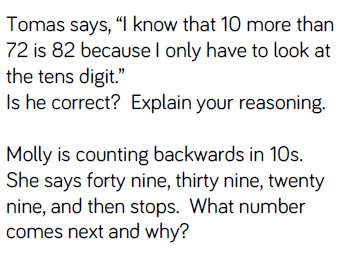 Tomas says, “I know that 10 more than
72 is 82 because I only have to look at
the tens digit.”
Is he correct?  Explain your reasoning.
Molly is counting backwards in 10s.
She says forty nine, thirty nine, twenty
nine, and then stops.  What number
comes next and why?